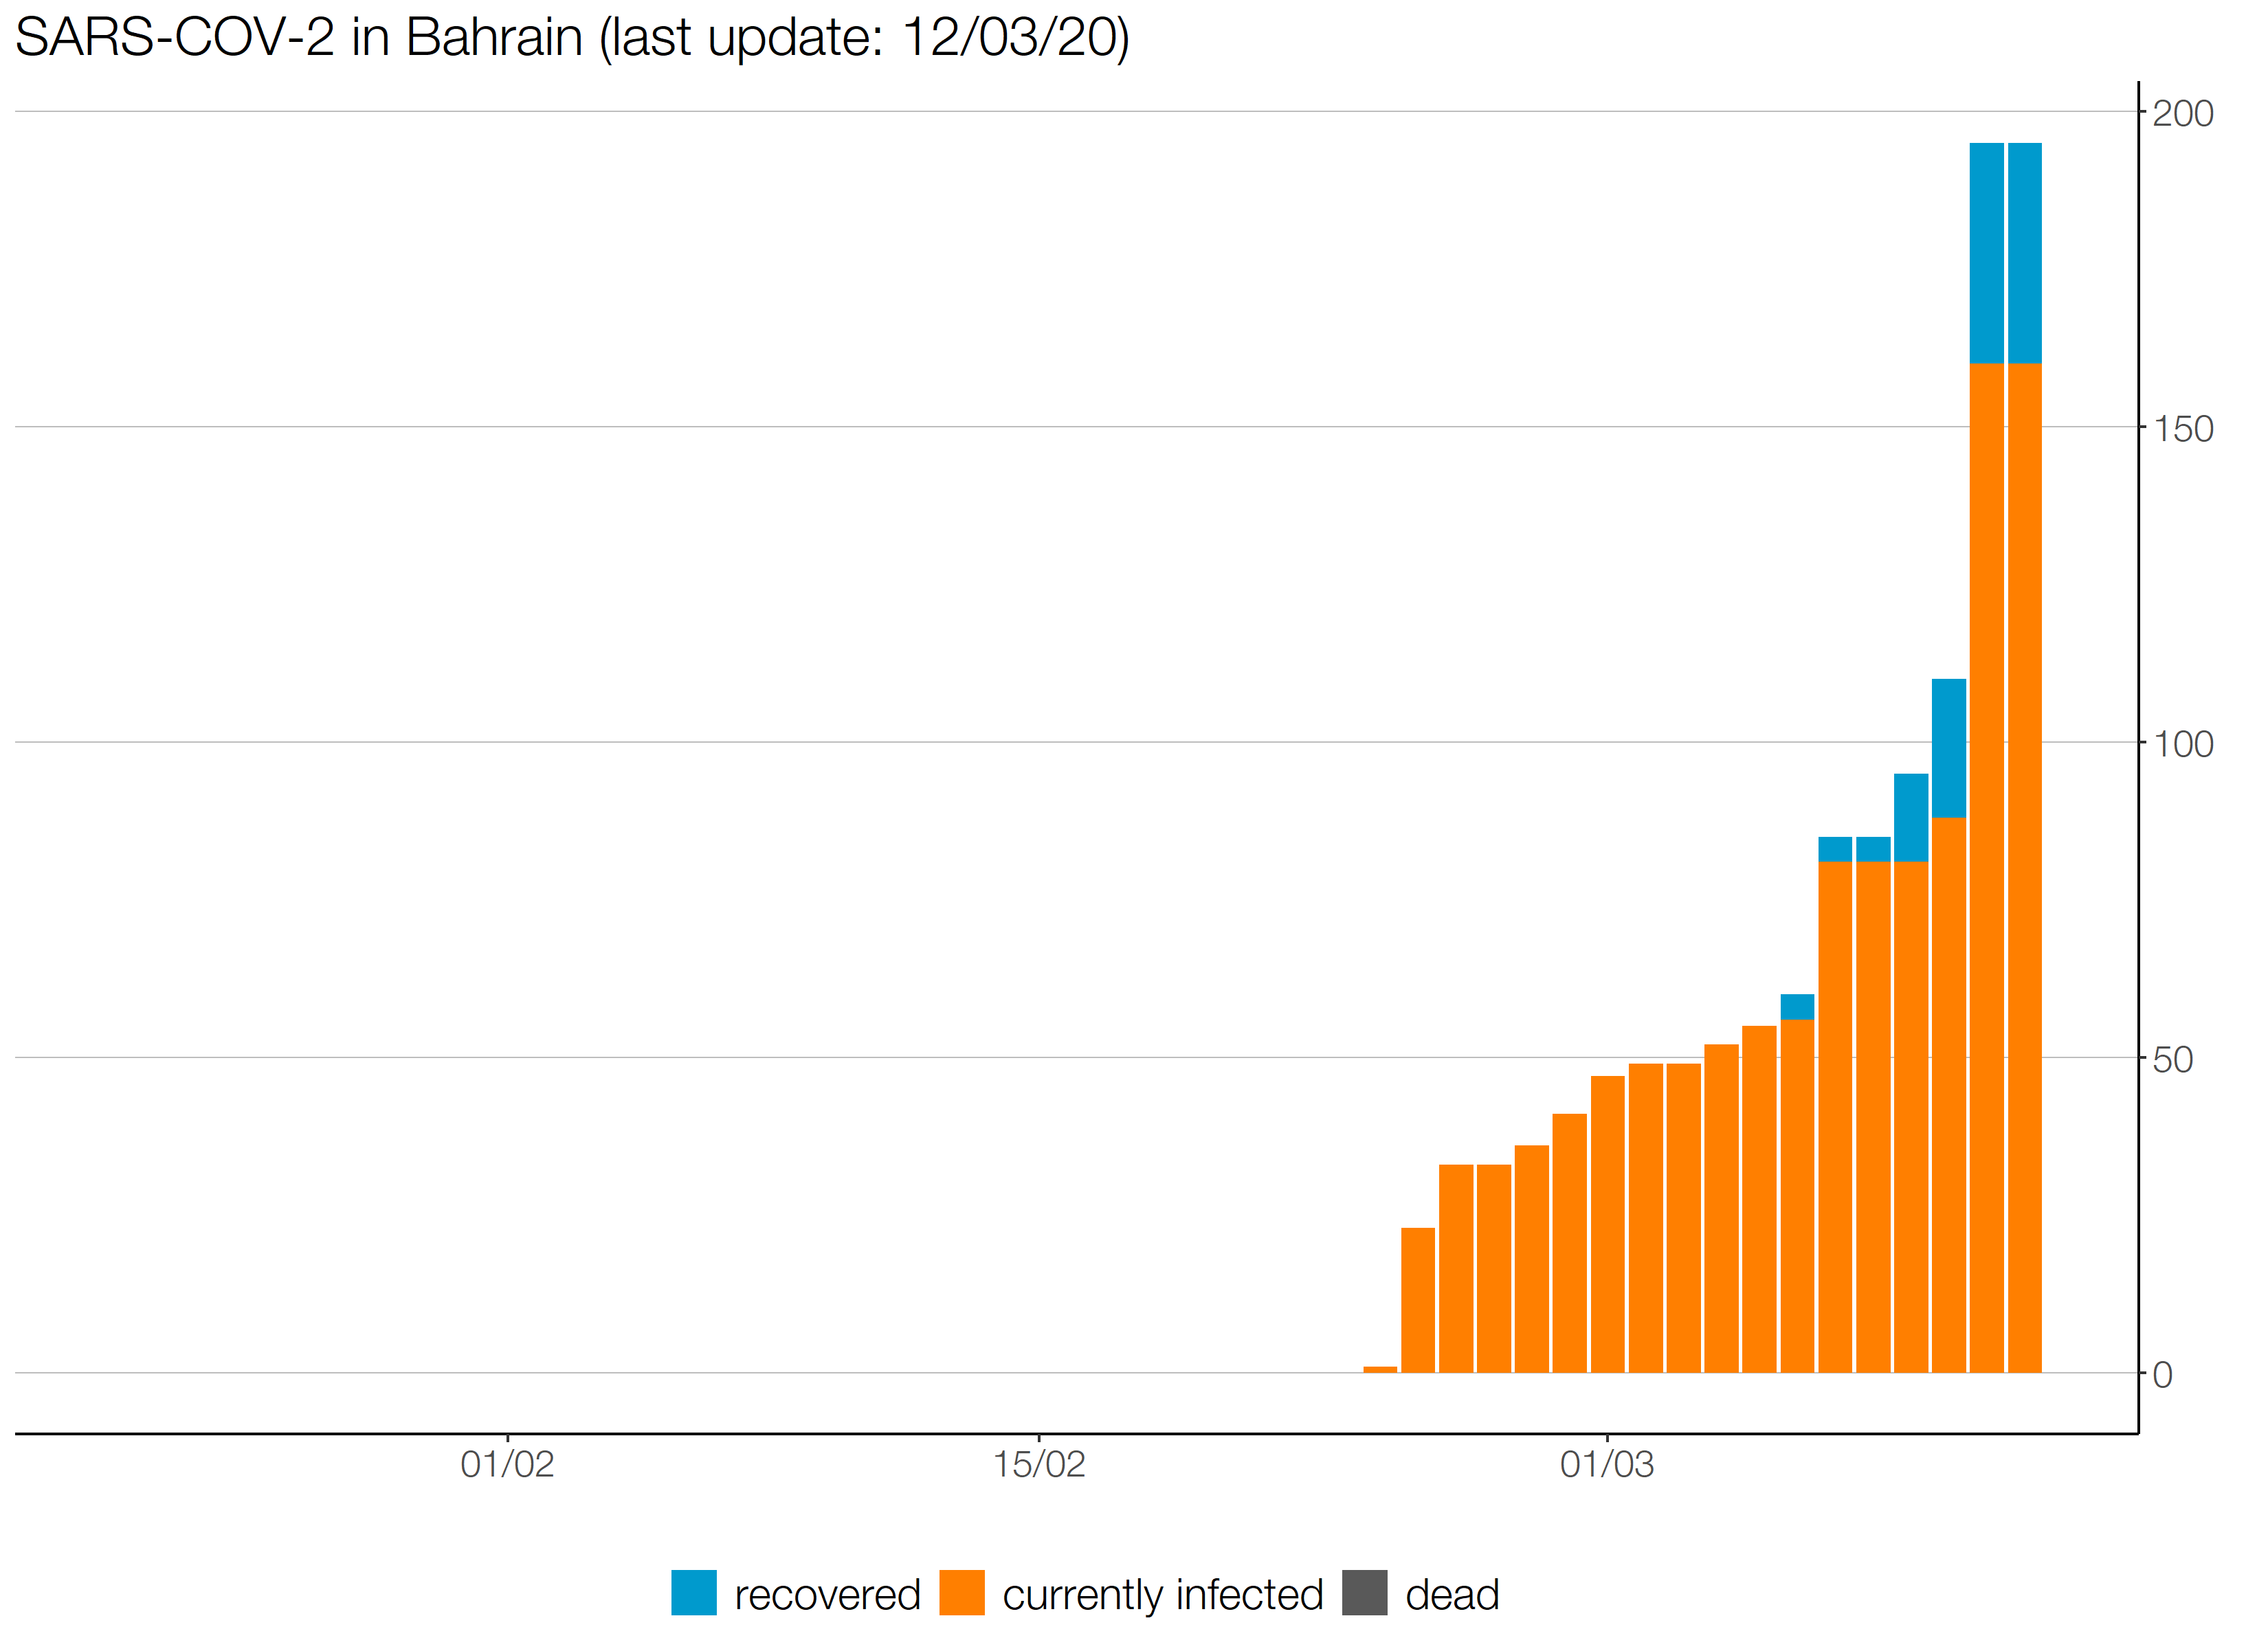 SARS-COV-2 in Bahrain (last update: 12/03/20)
200
150
100
50
0
01/02 15/02 01/03
recovered currently infected dead